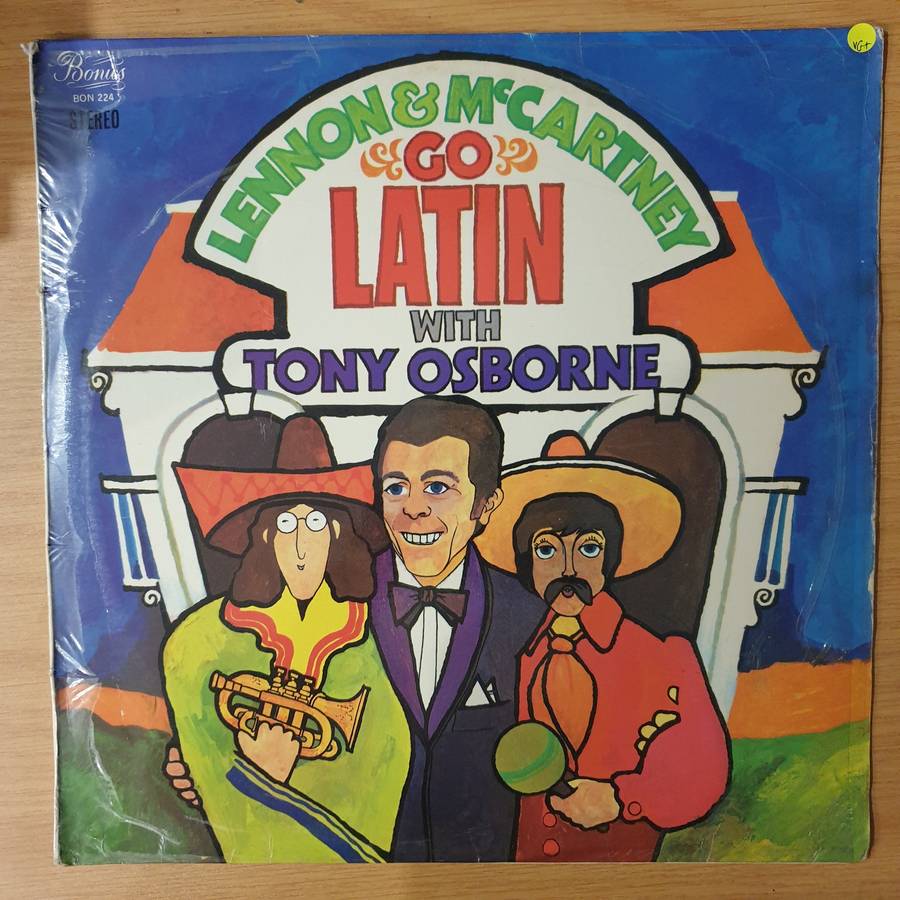 Bonus
BON 224
STEREO
VG+
LENNON & McCARTNEY
GO
LATIN
WITH
TONY OSBORNE